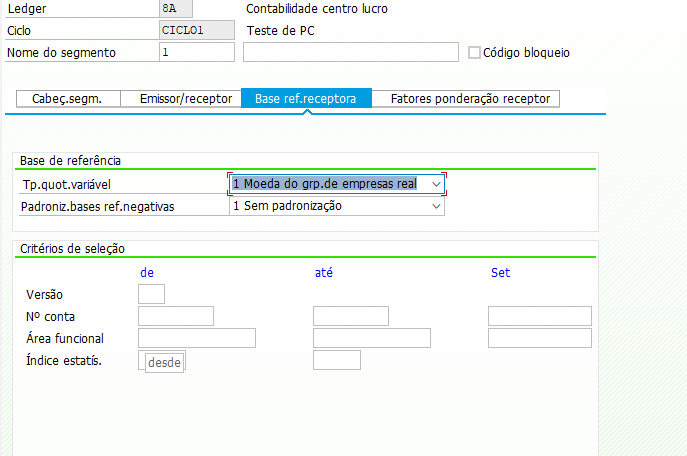 Ledger 8A Contabilidade centro lucro
Ciclo CICLO1 Teste de PC
Nome do segmento 1 Código bloqueio
Cabeç.segm. Emissor/receptor Base ref.receptora Fatores ponderação receptor
Base de referência
Tp.quot.variável 1 Moeda do grp.de empresas real
Padroniz.bases ref.negativas 1 Sem padronização
Critérios de seleção
de até Set
Versão
Nº conta
Área funcional
Índice estatís. desde